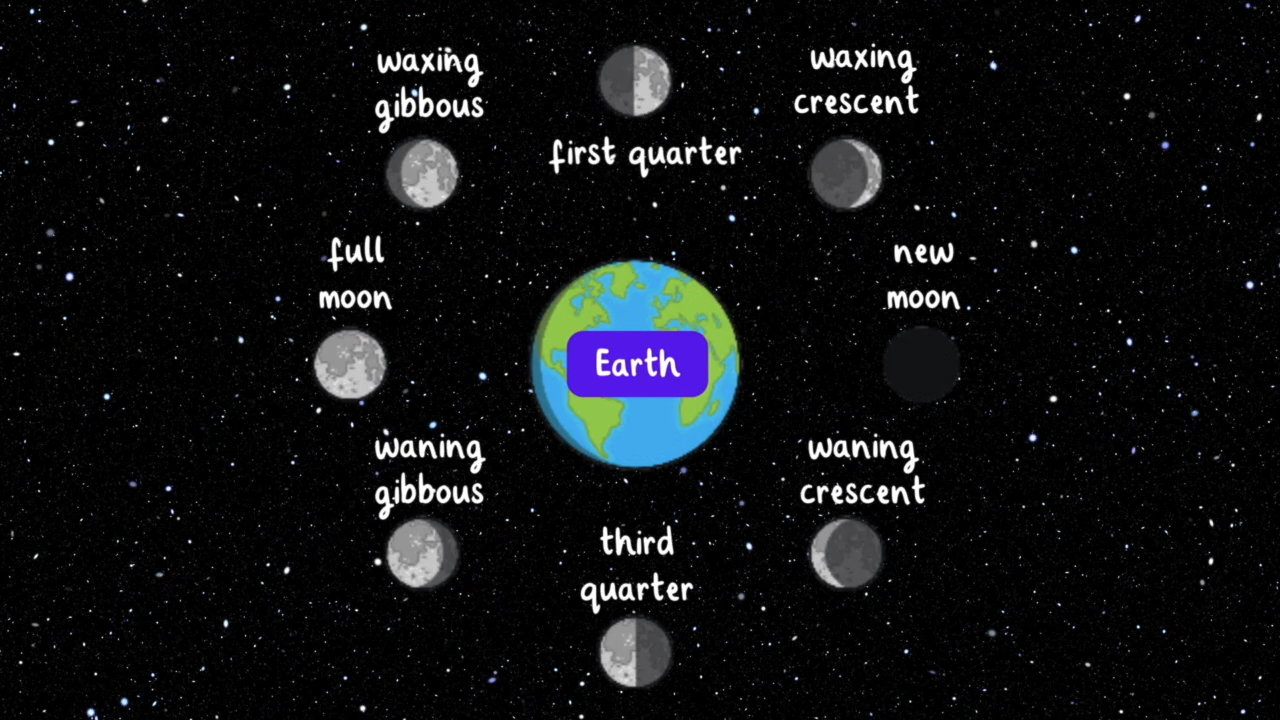 waxing
gibbous
first quarter
waxing
crescent
full
moon
new
moon
Earth
waning
gibbous
waning
crescent
third
quarter